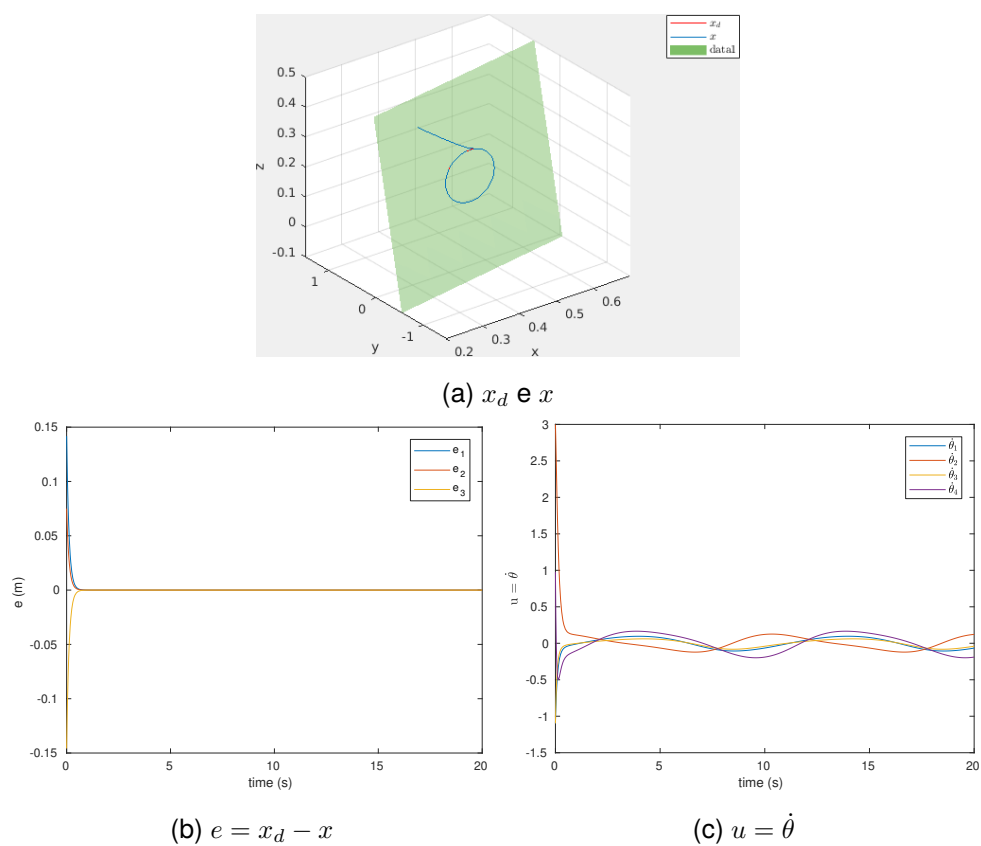 x_d
x
data1
0.5
0.4
0.3
0.2
0.1
0
-0.1
z
1
0
-1
y
0.2
0.3
0.4
0.5
0.6
x
(a) x_d e x
0.15
0.1
0.05
0
-0.05
-0.1
-0.15
e (m)
e_1
e_2
e_3
0 5 10 15 20
time (s)
(b) e = x_d − x
3
2.5
2
1.5
1
0.5
0
-0.5
-1
-1.5
u = θ̇
θ̇_1
θ̇_2
θ̇_3
θ̇_4
0 5 10 15 20
time (s)
(c) u = θ̇